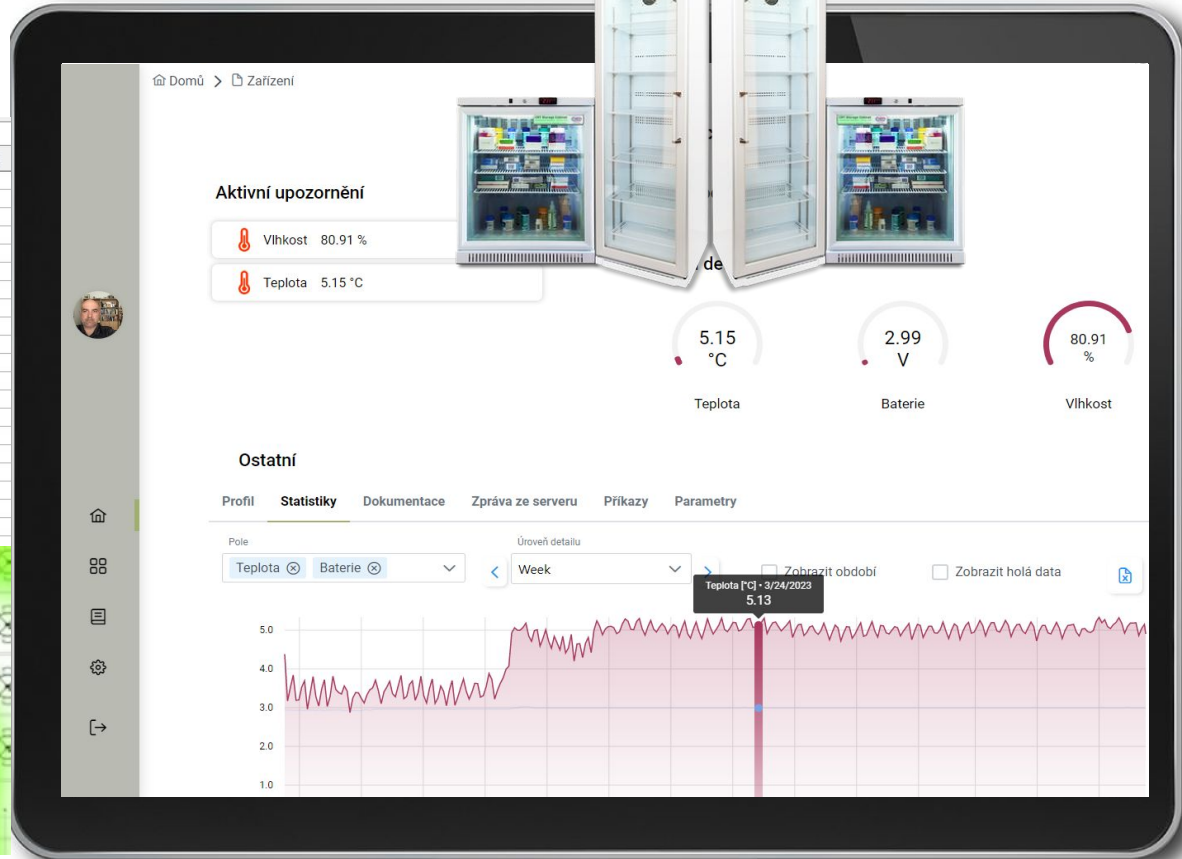 Domů > Zařízení
Aktivní upozornění
Vlhkost 80.91 %
Teplota 5.15 °C
de
5.15
°C
2.99
V
80.91
%
Teplota
Baterie
Vlhkost
Ostatní
Profil Statistiky Dokumentace Zpráva ze serveru Příkazy Parametry
Pole
Úroveň detailu
Teplota Baterie
Week
Zobrazit období
Zobrazit holá data
Teplota [°C] • 3/24/2023
5.13
5.0
4.0
3.0
2.0
1.0